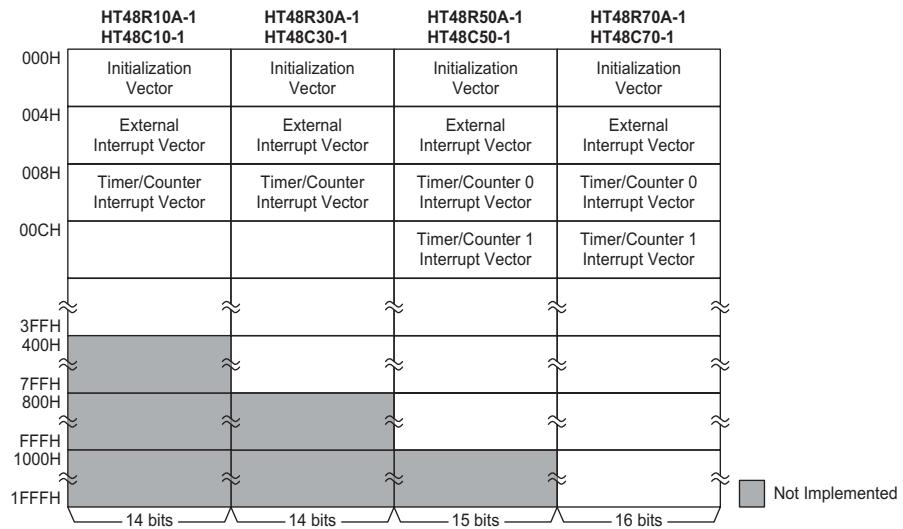 HT48R10A-1 HT48R30A-1 HT48R50A-1 HT48R70A-1
HT48C10-1 HT48C30-1 HT48C50-1 HT48C70-1
000H
Initialization Initialization Initialization Initialization
Vector Vector Vector Vector
004H
External External External External
Interrupt Vector Interrupt Vector Interrupt Vector Interrupt Vector
008H
Timer/Counter Timer/Counter Timer/Counter 0 Timer/Counter 0
Interrupt Vector Interrupt Vector Interrupt Vector Interrupt Vector
00CH
Timer/Counter 1 Timer/Counter 1
Interrupt Vector Interrupt Vector
3FFH
400H
7FFH
800H
FFFH
1000H
1FFFH
Not Implemented
14 bits 14 bits 15 bits 16 bits